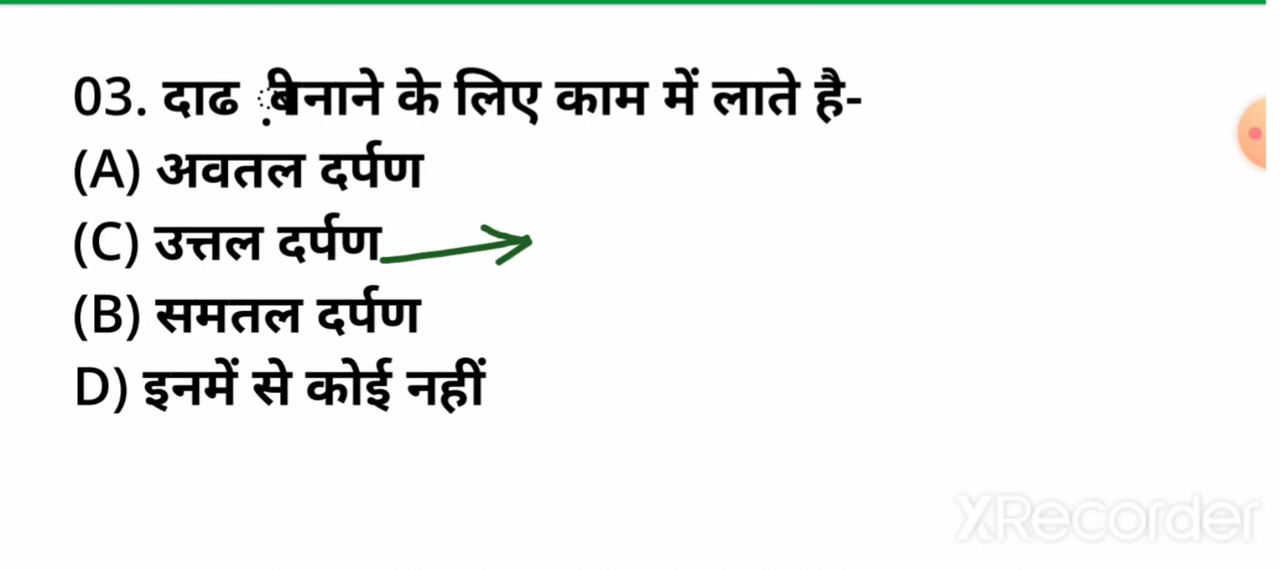 03. दाढ ़ीबनाने के लिए काम में लाते है-
(A) अवतल दर्पण
(C) उत्तल दर्पण
(B) समतल दर्पण
D) इनमें से कोई नहीं
XRecorder